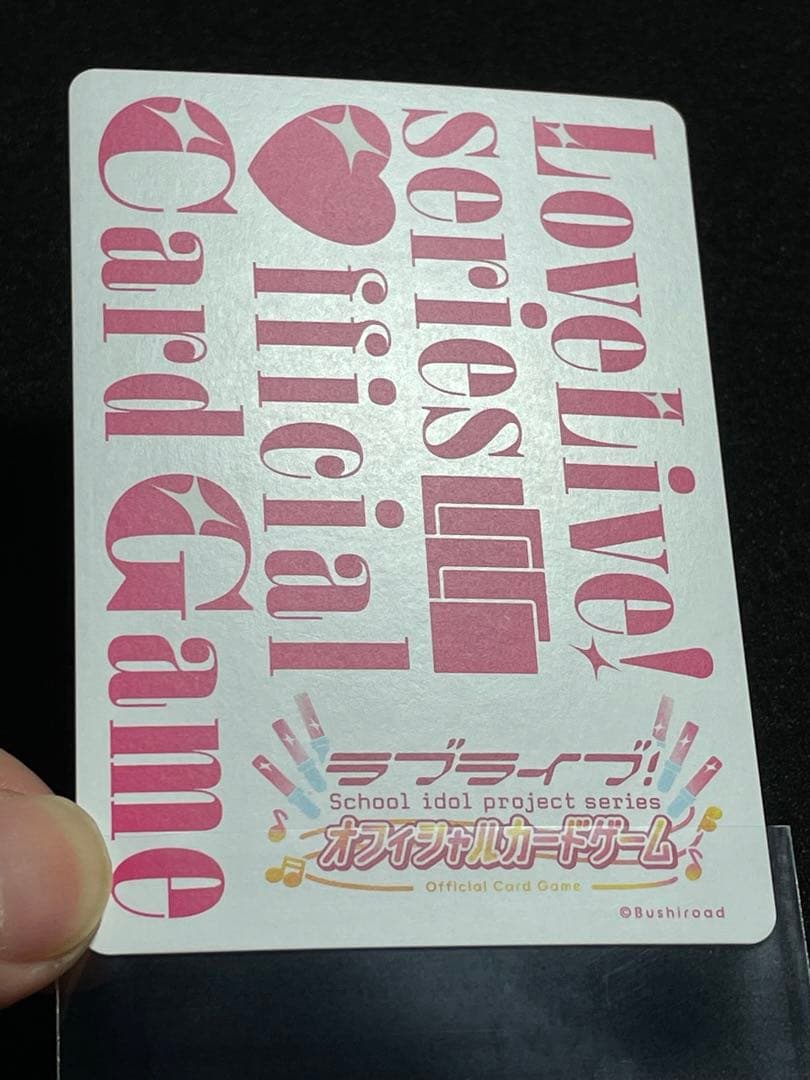 LoveLive!
series
♥fficial
Card Game
ラブライブ!
School idol project series
オフィシャルカードゲーム
Official Card Game
©Bushiroad